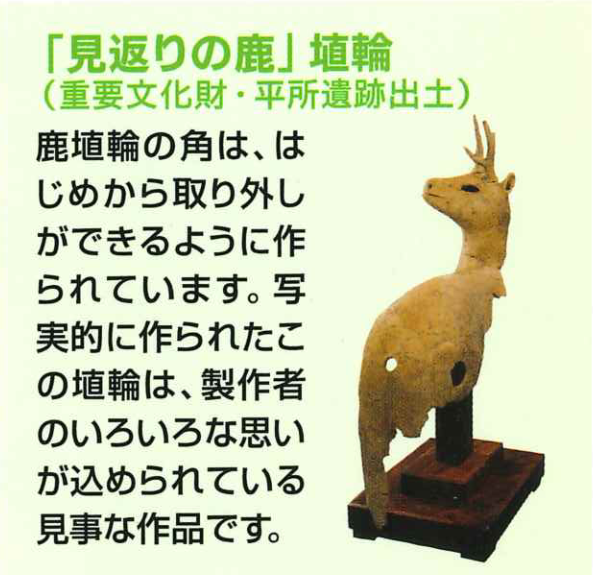 「見返りの鹿」埴輪
（重要文化財・平所遺跡出土）
鹿埴輪の角は、は
じめから取り外し
ができるように作
られています。写
実的に作られたこ
の埴輪は、製作者
のいろいろな思い
が込められている
見事な作品です。